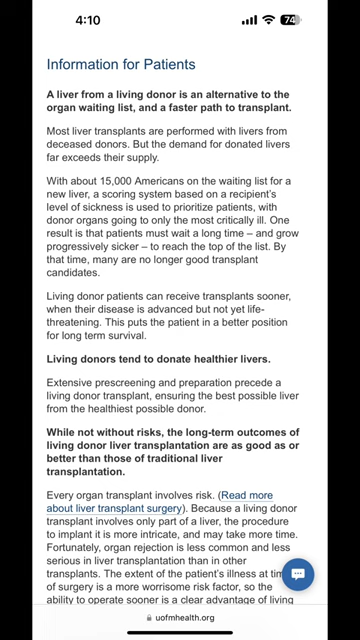 4:10
74
Information for Patients
A liver from a living donor is an alternative to the
organ waiting list, and a faster path to transplant.
Most liver transplants are performed with livers from
deceased donors. But the demand for donated livers
far exceeds their supply.
With about 15,000 Americans on the waiting list for a
new liver, a scoring system based on a recipient's
level of sickness is used to prioritize patients, with
donor organs going to only the most critically ill. One
result is that patients must wait a long time – and grow
progressively sicker – to reach the top of the list. By
that time, many are no longer good transplant
candidates.
Living donor patients can receive transplants sooner,
when their disease is advanced but not yet life-
threatening. This puts the patient in a better position
for long term survival.
Living donors tend to donate healthier livers.
Extensive prescreening and preparation precede a
living donor transplant, ensuring the best possible liver
from the healthiest possible donor.
While not without risks, the long-term outcomes of
living donor liver transplantation are as good as or
better than those of traditional liver
transplantation.
Every organ transplant involves risk. (Read more
about liver transplant surgery). Because a living donor
transplant involves only part of a liver, the procedure
to implant it is more intricate, and may take more time.
Fortunately, organ rejection is less common and less
serious in liver transplantation than in other
transplants. The extent of the patient's illness at
of surgery is a more worrisome risk factor, so the
ability to operate sooner is a clear advantage of living
uofmhealth.org